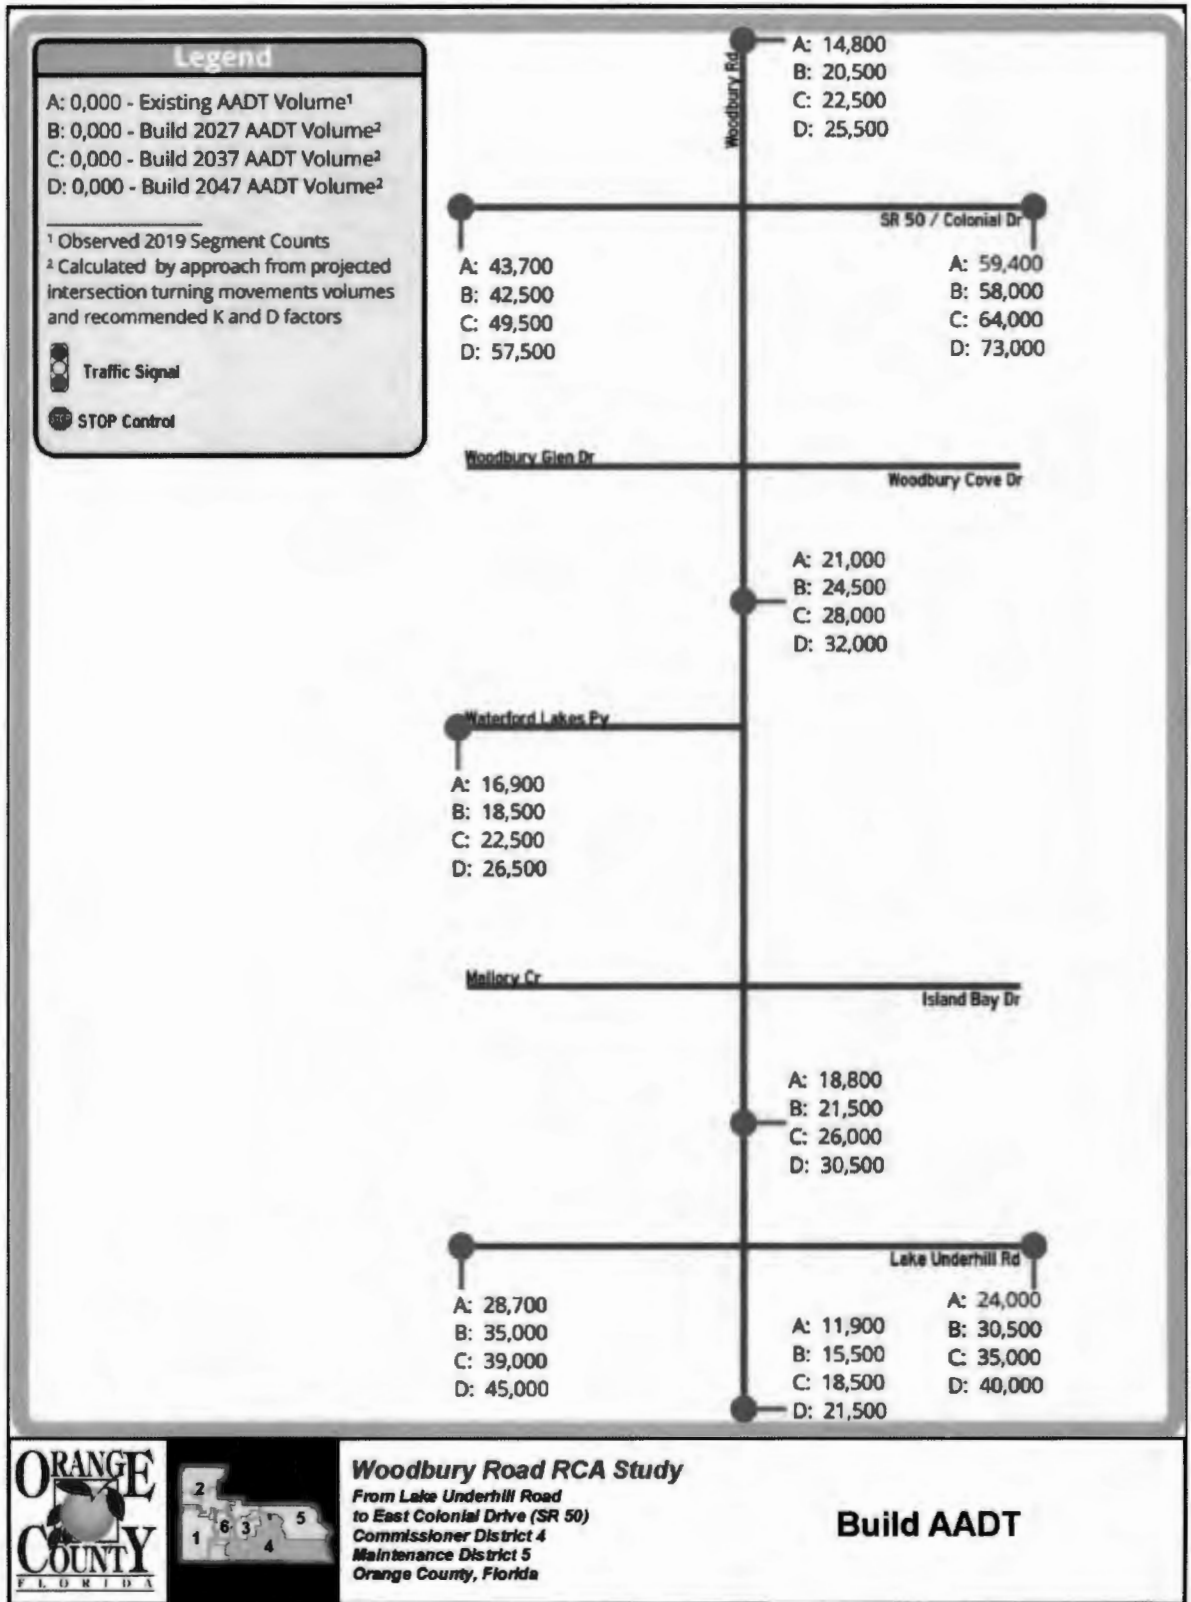 Legend
A: 0,000 - Existing AADT Volume¹
B: 0,000 - Build 2027 AADT Volume²
C: 0,000 - Build 2037 AADT Volume²
D: 0,000 - Build 2047 AADT Volume²
¹ Observed 2019 Segment Counts
² Calculated by approach from projected
intersection turning movements volumes
and recommended K and D factors
Traffic Signal
STOP
STOP Control
Woodbury Rd
A: 14,800
B: 20,500
C: 22,500
D: 25,500
SR 50 / Colonial Dr
A: 43,700
B: 42,500
C: 49,500
D: 57,500
A: 59,400
B: 58,000
C: 64,000
D: 73,000
Woodbury Glen Dr
Woodbury Cove Dr
A: 21,000
B: 24,500
C: 28,000
D: 32,000
Waterford Lakes Py
A: 16,900
B: 18,500
C: 22,500
D: 26,500
Mallory Cr
Island Bay Dr
A: 18,800
B: 21,500
C: 26,000
D: 30,500
Lake Underhill Rd
A: 28,700
B: 35,000
C: 39,000
D: 45,000
A: 11,900
B: 15,500
C: 18,500
D: 21,500
A: 24,000
B: 30,500
C: 35,000
D: 40,000
ORANGE
COUNTY
FLORIDA
2
1
6
3
5
4
Woodbury Road RCA Study
From Lake Underhill Road
to East Colonial Drive (SR 50)
Commissioner District 4
Maintenance District 5
Orange County, Florida
Build AADT